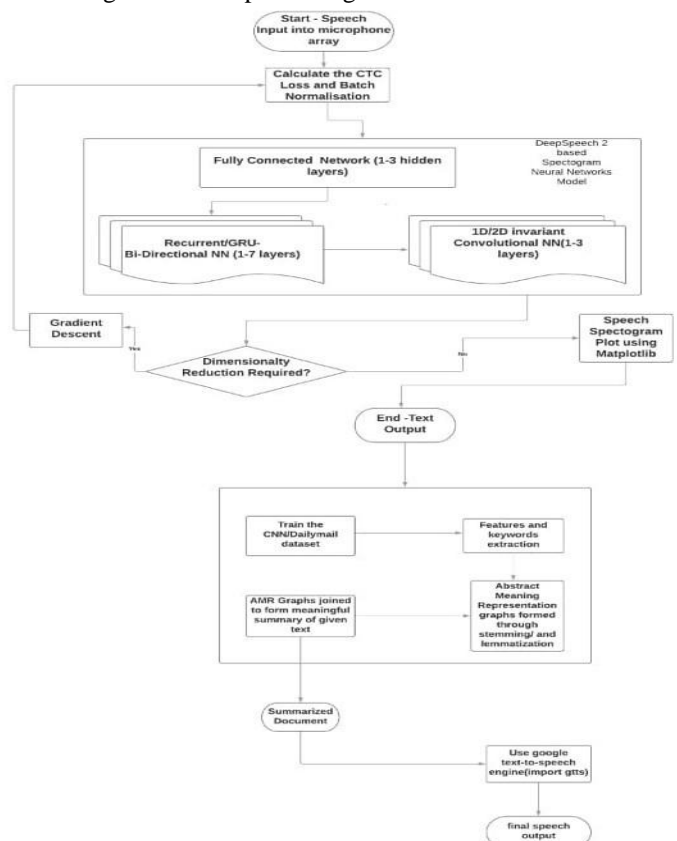 Start - Speech
Input into microphone
array
Calculate the CTC
Loss and Batch
Normalisation
DeepSpeech 2
based
Spectogram
Neural Networks
Model
Fully Connected Network (1-3 hidden
layers)
Recurrent/GRU-
Bi-Directional NN (1-7 layers)
1D/2D invariant
Convolutional NN(1-3
layers)
Gradient
Descent
Yes
Dimensionalty
Reduction Required?
No
Speech
Spectogram
Plot using
Matplotlib
End -Text
Output
Train the
CNN/Dailymail
dataset
Features and
keywords
extraction
AMR Graphs joined
to form meaningful
summary of given
text
Abstract
Meaning
Representation
graphs formed
through
stemming/ and
lemmatization
Summarized
Document
Use google
text-to-speech
engine(import gtts)
final speech
output